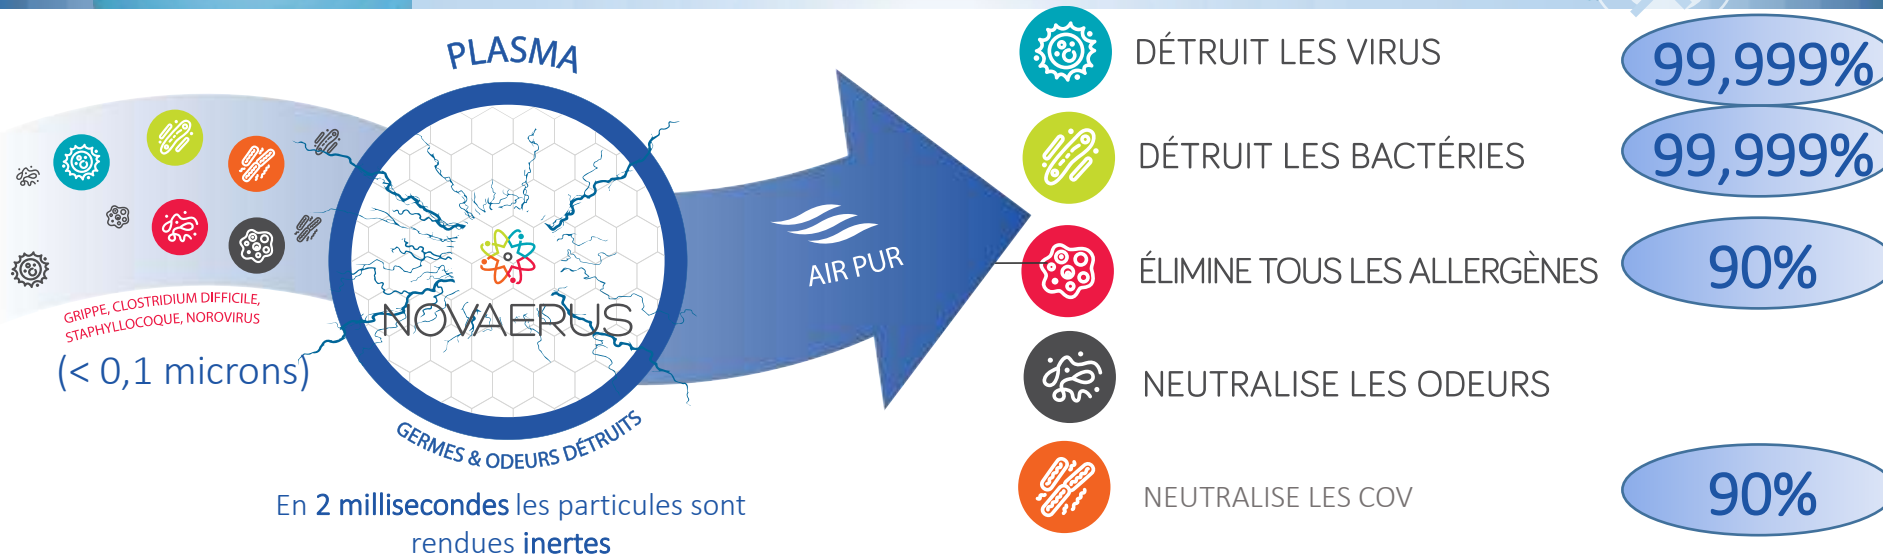 PLASMA
GRIPPE, CLOSTRIDIUM DIFFICILE,
STAPHYLLOCOQUE, NOROVIRUS
(< 0,1 microns)
NOVAERUS
GERMES & ODEURS DÉTRUITS
En 2 millisecondes les particules sont
rendues inertes
AIR PUR
DÉTRUIT LES VIRUS 99,999%
DÉTRUIT LES BACTÉRIES 99,999%
ÉLIMINE TOUS LES ALLERGÈNES 90%
NEUTRALISE LES ODEURS
NEUTRALISE LES COV 90%